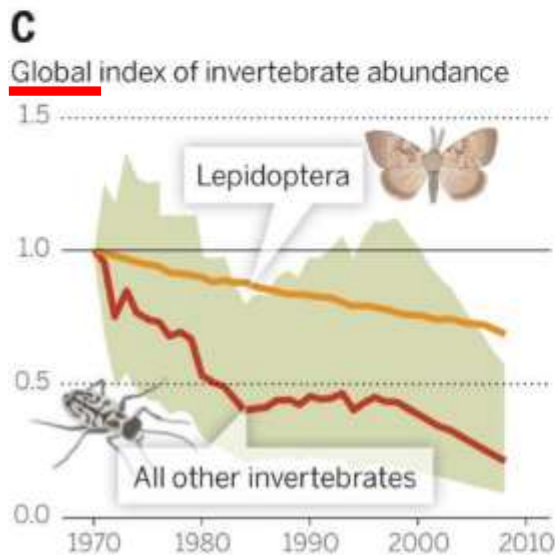 C
Global index of invertebrate abundance
1.5
Lepidoptera
1.0
0.5
All other invertebrates
0.0
1970 1980 1990 2000 2010